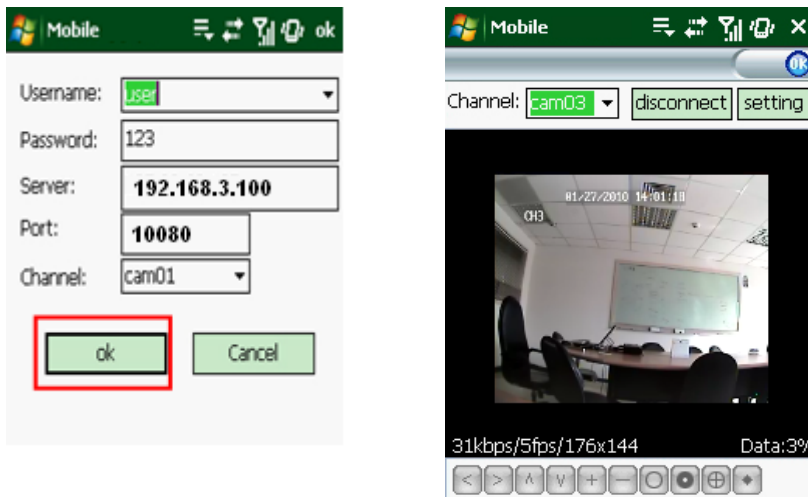 Mobile
ok
Username: user
Password: 123
Server: 192.168.3.100
Port: 10080
Channel: cam01
ok Cancel
Mobile
OK
Channel: cam03 disconnect setting
01/27/2010 14:01:18
CH3
31kbps/5fps/176x144 Data:3%
< > ∧ ∨ + −